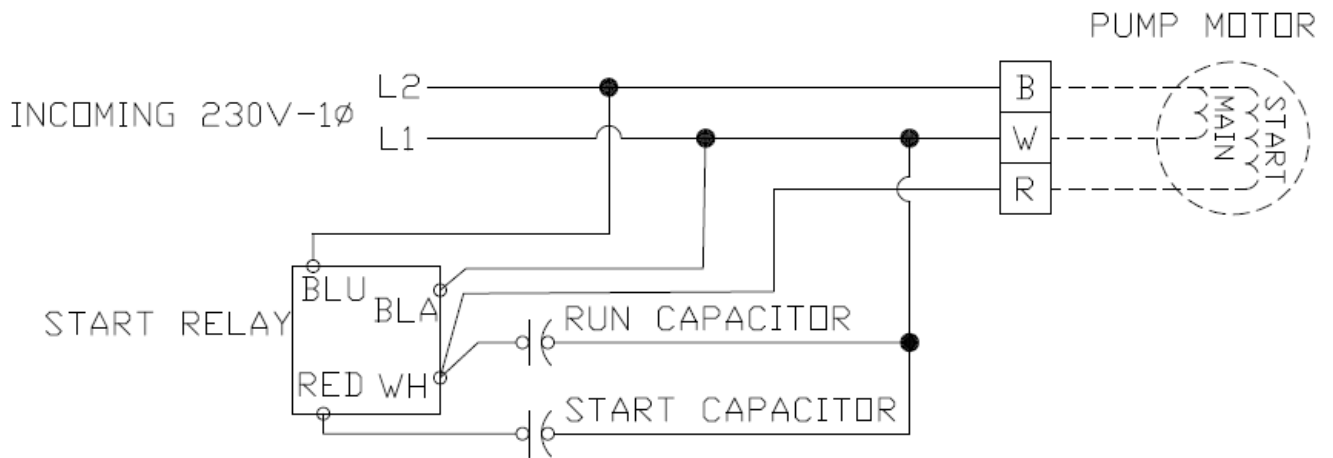 PUMP MOTOR
INCOMING 230V-1Ø
L2
L1
B
W
R
MAIN
START
START RELAY
BLU
BLA
RED
WH
RUN CAPACITOR
START CAPACITOR